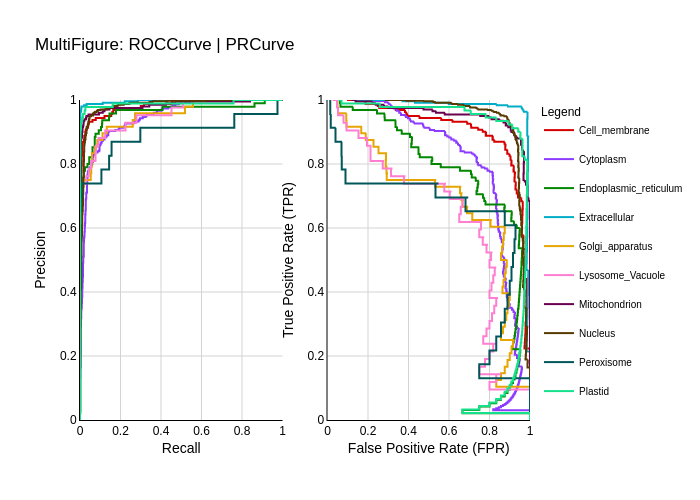 MultiFigure: ROCCurve | PRCurve
Precision
1
0.8
0.6
0.4
0.2
0
0 0.2 0.4 0.6 0.8 1
Recall
True Positive Rate (TPR)
1
0.8
0.6
0.4
0.2
0
0 0.2 0.4 0.6 0.8 1
False Positive Rate (FPR)
Legend
Cell_membrane
Cytoplasm
Endoplasmic_reticulum
Extracellular
Golgi_apparatus
Lysosome_Vacuole
Mitochondrion
Nucleus
Peroxisome
Plastid